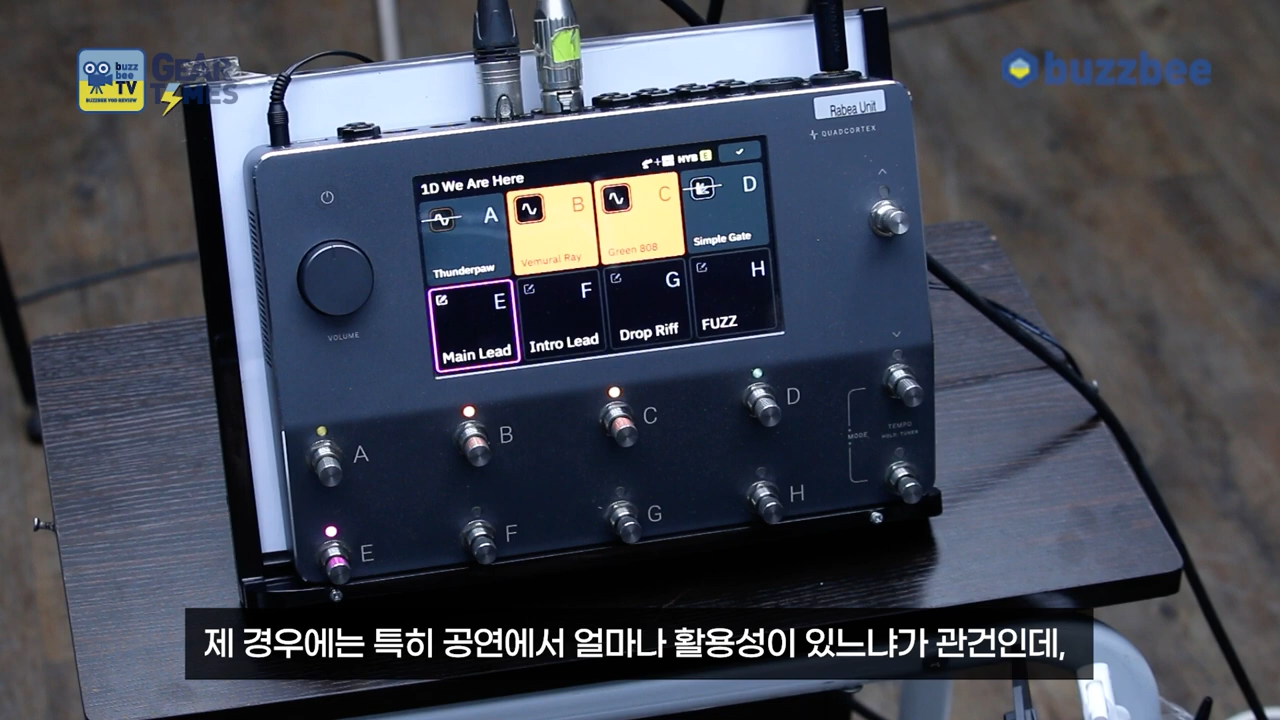 buzz
bee
TV
BUZZBEE YOU REVIEW
GEAR
TIMES
buzzbee
Rabea Unit
QUADCORTEX
1D We Are Here
HYB E
A
B
C
D
Thunderpaw
Vemural Ray
Green 808
Simple Gate
E
F
G
H
Main Lead
Intro Lead
Drop Riff
FUZZ
VOLUME
A
B
C
D
MODE
TEMPO
HOLD: TUNER
E
F
G
H
제 경우에는 특히 공연에서 얼마나 활용성이 있느냐가 관건인데,